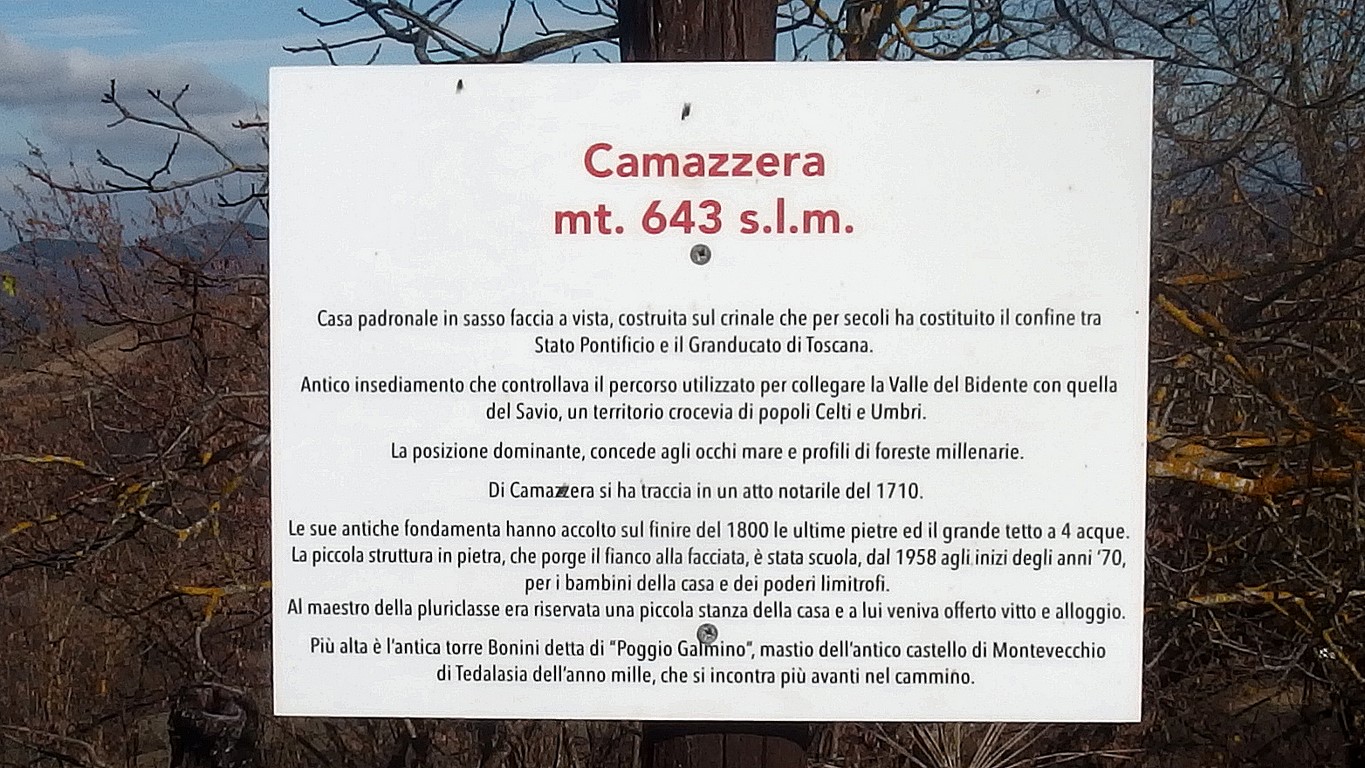 Camazzera
mt. 643 s.l.m.
Casa padronale in sasso faccia a vista, costruita sul crinale che per secoli ha costituito il confine tra
Stato Pontificio e il Granducato di Toscana.
Antico insediamento che controllava il percorso utilizzato per collegare la Valle del Bidente con quella
del Savio, un territorio crocevia di popoli Celti e Umbri.
La posizione dominante, concede agli occhi mare e profili di foreste millenarie.
Di Camazzera si ha traccia in un atto notarile del 1710.
Le sue antiche fondamenta hanno accolto sul finire del 1800 le ultime pietre ed il grande tetto a 4 acque.
La piccola struttura in pietra, che porge il fianco alla facciata, è stata scuola, dal 1958 agli inizi degli anni ‘70,
per i bambini della casa e dei poderi limitrofi.
Al maestro della pluriclasse era riservata una piccola stanza della casa e a lui veniva offerto vitto e alloggio.
Più alta è l'antica torre Bonini detta di "Poggio Galmino", mastio dell'antico castello di Montevecchio
di Tedalasia dell'anno mille, che si incontra più avanti nel cammino.